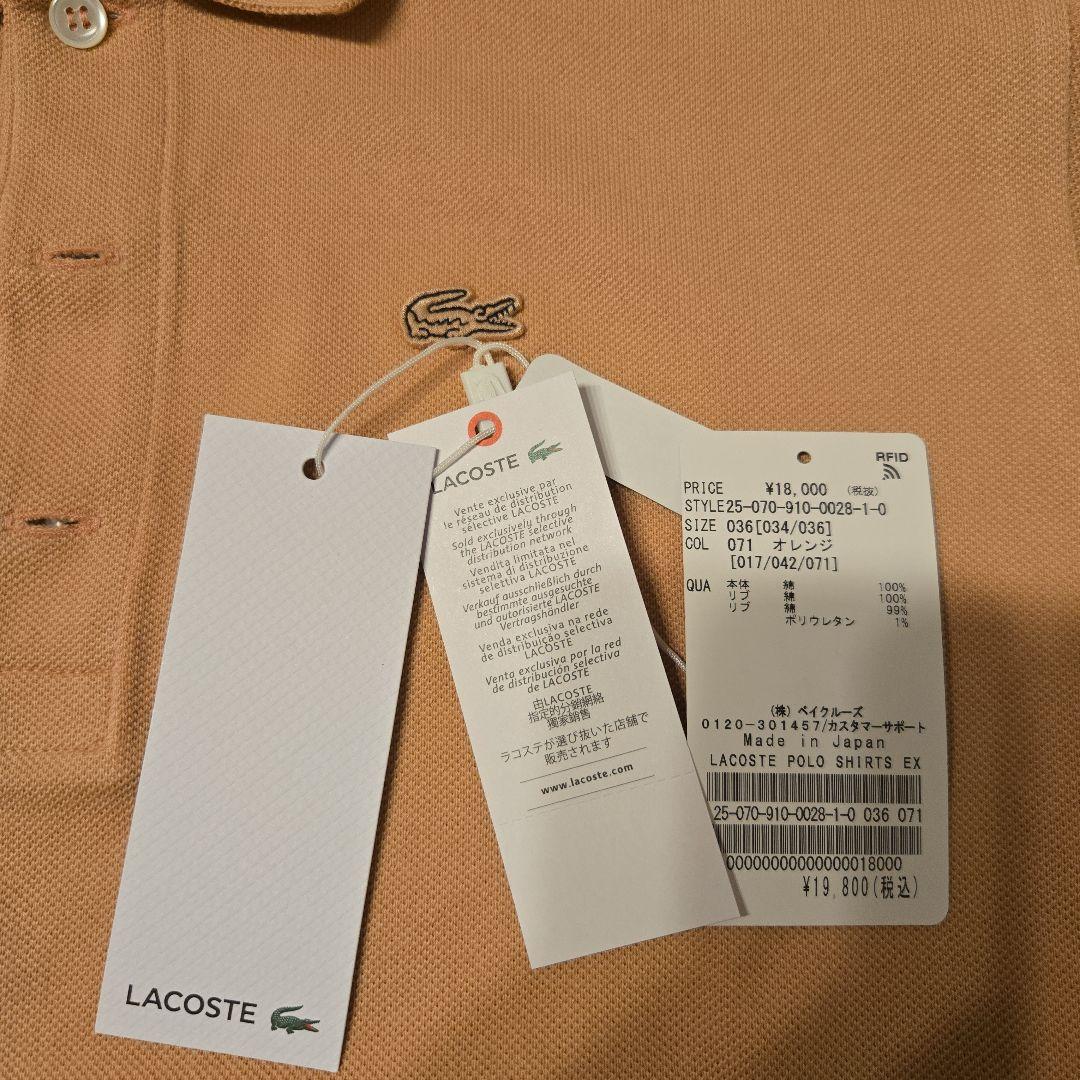 LACOSTE
LACOSTE
Vente exclusive par
le réseau de distribution
sélective LACOSTE
Sold exclusively through
the LACOSTE selective
distribution network
Vendita limitata nel
sistema di distribuzione
selettiva LACOSTE
Verkauf ausschließlich durch
bestimmte ausgesuchte
und autorisierte LACOSTE
Vertragshändler
Venda exclusiva na rede
de distribuição selectiva
LACOSTE
Venta exclusiva por la red
de distribución selectiva
de LACOSTE
由LACOSTE
指定的分銷網絡
獨家銷售
ラコステが選び抜いた店舗で
販売されます
www.lacoste.com
RFID
PRICE ¥18,000 (税抜)
STYLE25-070-910-0028-1-0
SIZE 036[034/036]
COL 071 オレンジ
[017/042/071]
QUA 本体 綿 100%
リブ 綿 100%
リブ 綿 99%
ポリウレタン 1%
(株) ベイクルーズ
0120-301457/カスタマーサポート
Made in Japan
LACOSTE POLO SHIRTS EX
25-070-910-0028-1-0 036 071
00000000000000018000
¥19,800(税込)